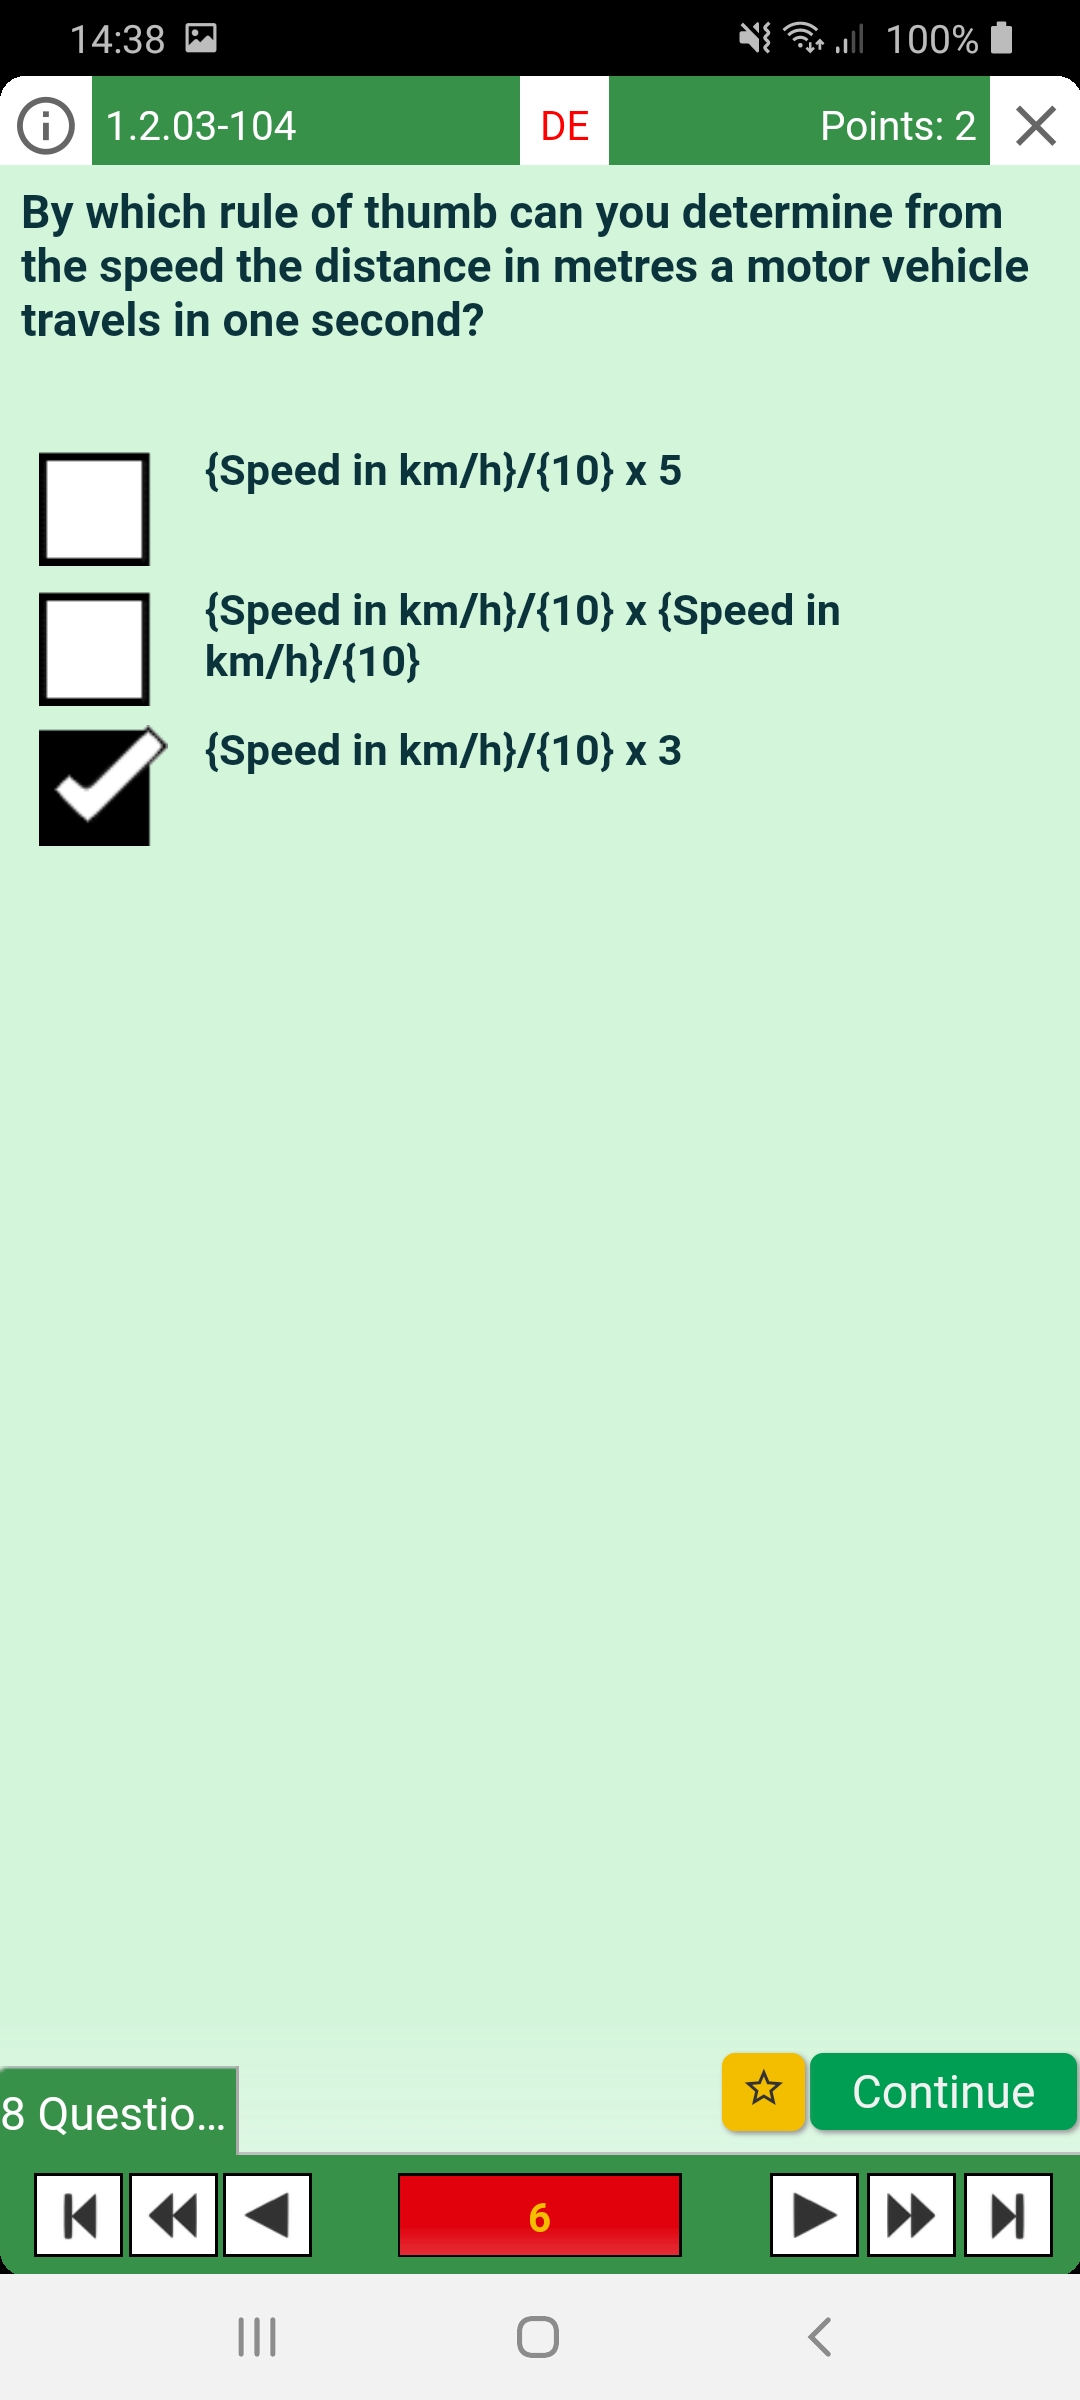 14:38
100%
1.2.03-104
DE
Points: 2
By which rule of thumb can you determine from
the speed the distance in metres a motor vehicle
travels in one second?
{Speed in km/h}/{10} x 5
{Speed in km/h}/{10} x {Speed in
km/h}/{10}
{Speed in km/h}/{10} x 3
Continue
8 Questio...
6